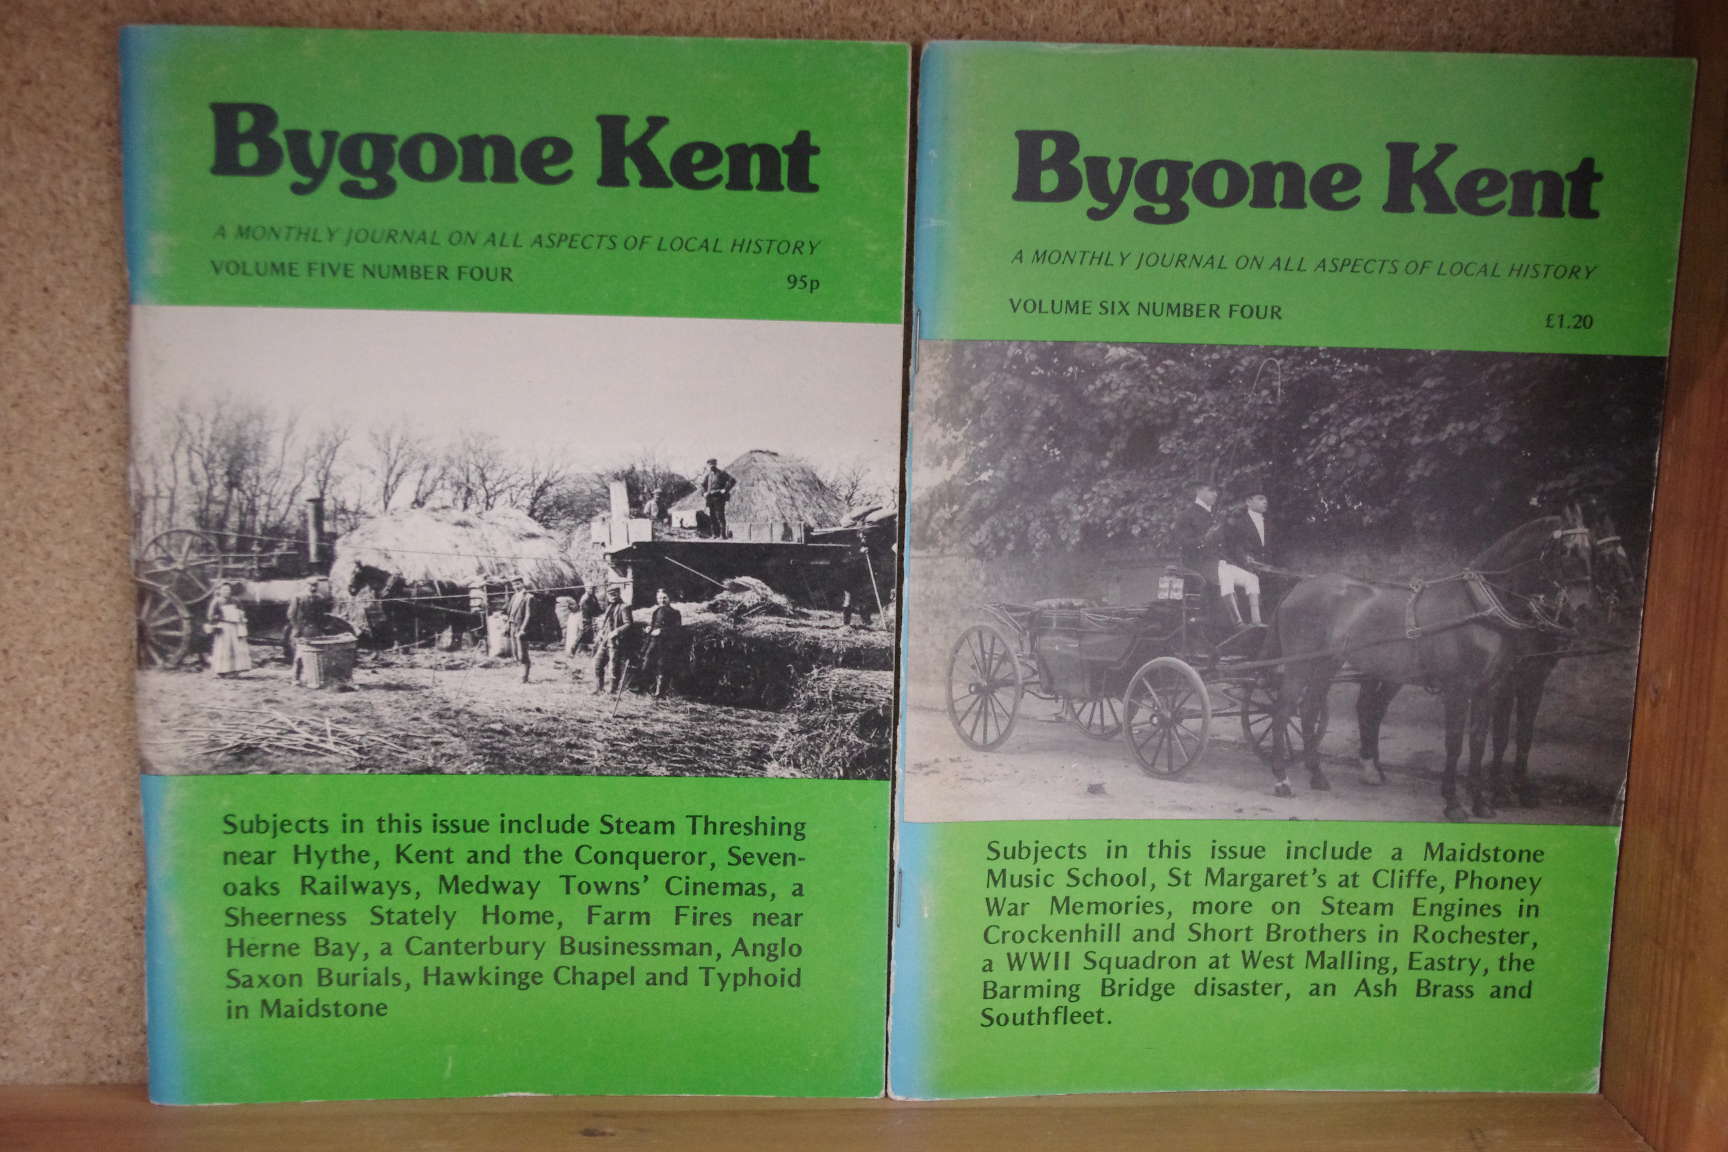 Bygone Kent
A MONTHLY JOURNAL ON ALL ASPECTS OF LOCAL HISTORY
VOLUME FIVE NUMBER FOUR
95p
Subjects in this issue include Steam Threshing
near Hythe, Kent and the Conqueror, Seven-
oaks Railways, Medway Towns' Cinemas, a
Sheerness Stately Home, Farm Fires near
Herne Bay, a Canterbury Businessman, Anglo
Saxon Burials, Hawkinge Chapel and Typhoid
in Maidstone
Bygone Kent
A MONTHLY JOURNAL ON ALL ASPECTS OF LOCAL HISTORY
VOLUME SIX NUMBER FOUR
£1.20
Subjects in this issue include a Maidstone
Music School, St Margaret's at Cliffe, Phoney
War Memories, more on Steam Engines in
Crockenhill and Short Brothers in Rochester,
a WWII Squadron at West Malling, Eastry, the
Barming Bridge disaster, an Ash Brass and
Southfleet.